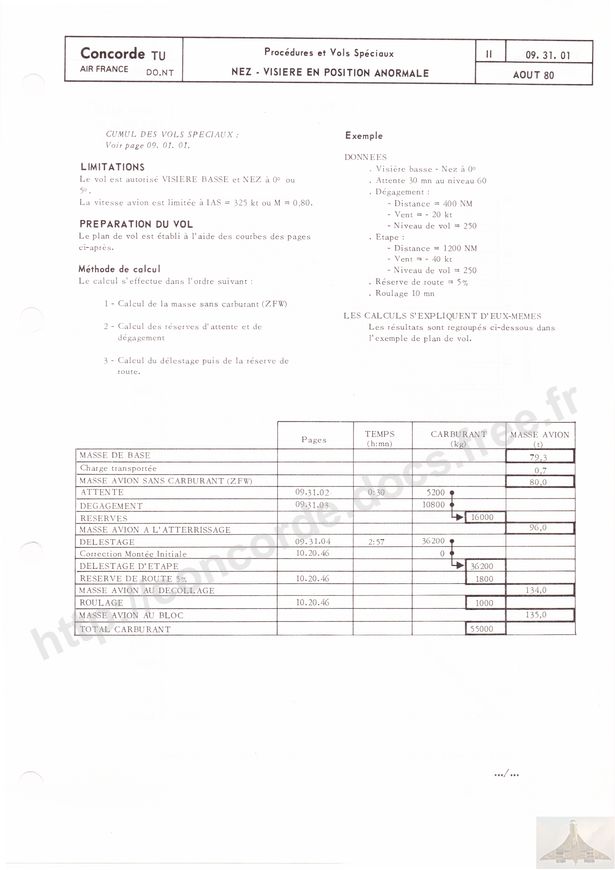 Concorde TU
AIR FRANCE DO.NT
Procédures et Vols Spéciaux
NEZ - VISIERE EN POSITION ANORMALE
II 09. 31. 01
AOUT 80
CUMUL DES VOLS SPECIAUX :
Voir page 09. 01. 01.
LIMITATIONS
Le vol est autorisé VISIERE BASSE et NEZ à 0º ou
5º.
La vitesse avion est limitée à IAS = 325 kt ou M = 0,80.
PREPARATION DU VOL
Le plan de vol est établi à l'aide des courbes des pages
ci-après.
Méthode de calcul
Le calcul s'effectue dans l'ordre suivant :
1 - Calcul de la masse sans carburant (ZFW)
2 - Calcul des réserves d'attente et de
dégagement
3 - Calcul du délestage puis de la réserve de
route.
Exemple
DONNEES
. Visière basse - Nez à 0º
. Attente 30 mn au niveau 60
. Dégagement :
- Distance = 400 NM
- Vent = - 20 kt
- Niveau de vol = 250
. Etape :
- Distance = 1200 NM
- Vent = - 40 kt
- Niveau de vol = 250
. Réserve de route = 5%
. Roulage 10 mn
LES CALCULS S'EXPLIQUENT D'EUX-MEMES
Les résultats sont regroupés ci-dessous dans
l'exemple de plan de vol.
Pages TEMPS (h:mn) CARBURANT (kg) MASSE AVION (t)
MASSE DE BASE 79,3
Charge transportée 0,7
MASSE AVION SANS CARBURANT (ZFW) 80,0
ATTENTE 09.31.02 0:30 5200
DEGAGEMENT 09.31.03 10800
RESERVES 16000
MASSE AVION A L'ATTERRISSAGE 96,0
DELESTAGE 09.31.04 2:57 36200
Correction Montée Initiale 10.20.46 0
DELESTAGE D'ETAPE 36200
RESERVE DE ROUTE 5% 10.20.46 1800
MASSE AVION AU DECOLLAGE 134,0
ROULAGE 10.20.46 1000
MASSE AVION AU BLOC 135,0
TOTAL CARBURANT 55000
.../...
http://concorde.docs.free.fr